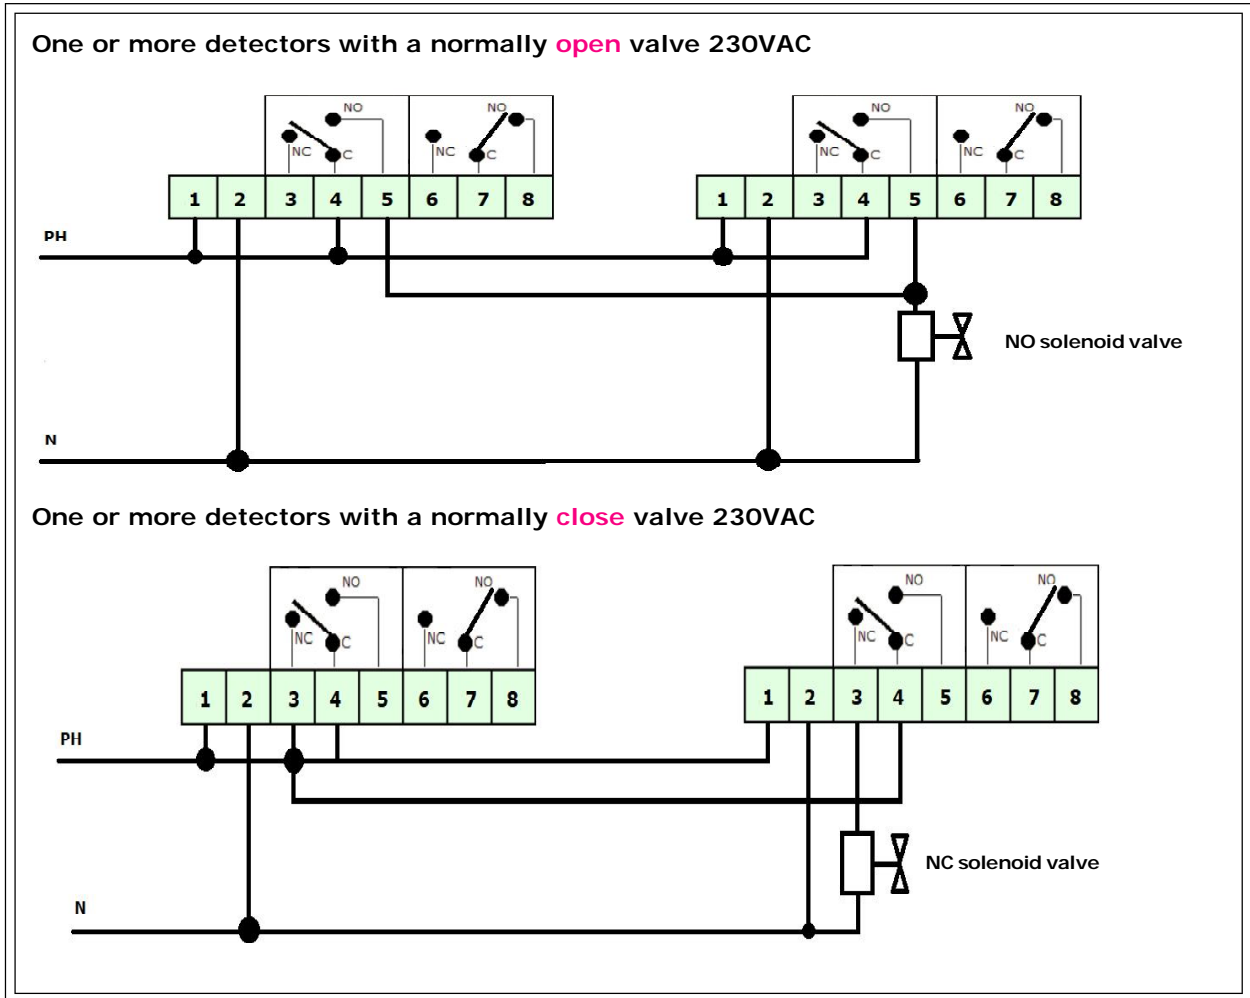 One or more detectors with a normally open valve 230VAC
NO NO NO NO
NC C NC C NC C NC C
1 2 3 4 5 6 7 8 1 2 3 4 5 6 7 8
PH
NO solenoid valve
N
One or more detectors with a normally close valve 230VAC
NO NO NO NO
NC C NC C NC C NC C
1 2 3 4 5 6 7 8 1 2 3 4 5 6 7 8
PH
NC solenoid valve
N